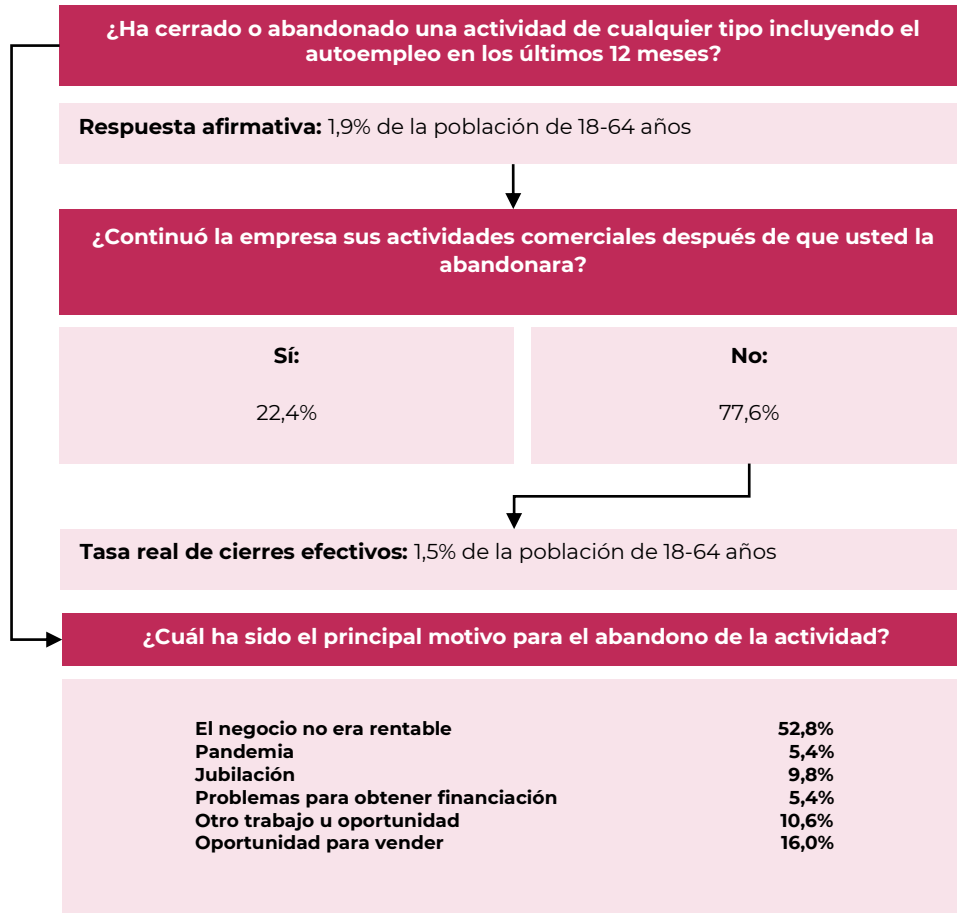 ¿Ha cerrado o abandonado una actividad de cualquier tipo incluyendo el
autoempleo en los últimos 12 meses?
Respuesta afirmativa: 1,9% de la población de 18-64 años
¿Continuó la empresa sus actividades comerciales después de que usted la
abandonara?
Sí:
22,4%
No:
77,6%
Tasa real de cierres efectivos: 1,5% de la población de 18-64 años
¿Cuál ha sido el principal motivo para el abandono de la actividad?
El negocio no era rentable 52,8%
Pandemia 5,4%
Jubilación 9,8%
Problemas para obtener financiación 5,4%
Otro trabajo u oportunidad 10,6%
Oportunidad para vender 16,0%